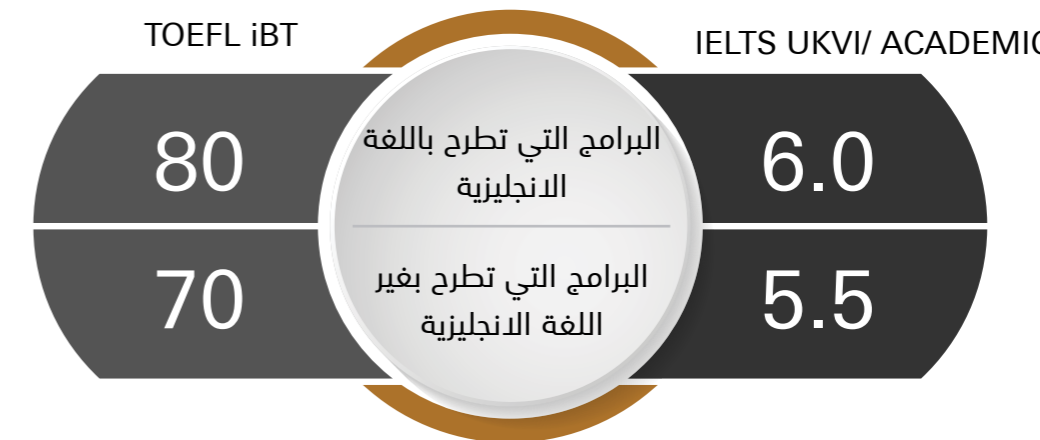 TOEFL iBT
IELTS UKVI/ ACADEMIC
80
البرامج التي تطرح باللغة
الانجليزية
6.0
70
البرامج التي تطرح بغير
اللغة الانجليزية
5.5